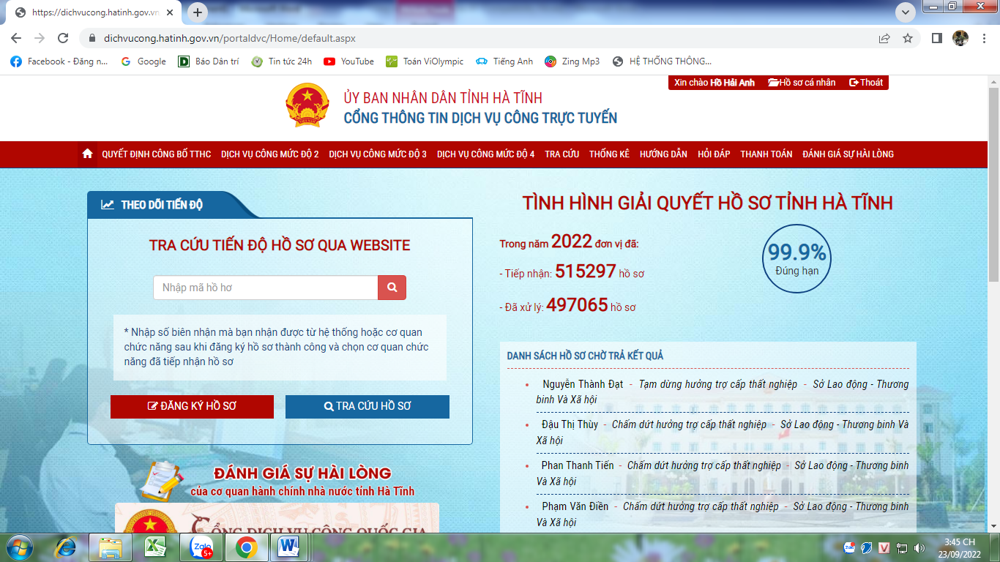 https://dichvucong.hatinh.gov.vn
dichvucong.hatinh.gov.vn/portaldvc/Home/default.aspx
Facebook - Đăng n... Google Báo Dân trí Tin tức 24h YouTube Toán ViOlympic Tiếng Anh Zing Mp3 HỆ THỐNG THÔNG...
Xin chào Hồ Hải Anh Hồ sơ cá nhân Thoát
ỦY BAN NHÂN DÂN TỈNH HÀ TĨNH
CỔNG THÔNG TIN DỊCH VỤ CÔNG TRỰC TUYẾN
QUYẾT ĐỊNH CÔNG BỐ TTHC DỊCH VỤ CÔNG MỨC ĐỘ 2 DỊCH VỤ CÔNG MỨC ĐỘ 3 DỊCH VỤ CÔNG MỨC ĐỘ 4 TRA CỨU THỐNG KÊ HƯỚNG DẪN HỎI ĐÁP THANH TOÁN ĐÁNH GIÁ SỰ HÀI LÒNG
THEO DÕI TIẾN ĐỘ
TRA CỨU TIẾN ĐỘ HỒ SƠ QUA WEBSITE
Nhập mã hồ hơ
* Nhập số biên nhận mà bạn nhận được từ hệ thống hoặc cơ quan
chức năng sau khi đăng ký hồ sơ thành công và chọn cơ quan chức
năng đã tiếp nhận hồ sơ
ĐĂNG KÝ HỒ SƠ TRA CỨU HỒ SƠ
ĐÁNH GIÁ SỰ HÀI LÒNG
của cơ quan hành chính nhà nước tỉnh Hà Tĩnh
CỔNG DỊCH VỤ CÔNG QUỐC GIA
TÌNH HÌNH GIẢI QUYẾT HỒ SƠ TỈNH HÀ TĨNH
Trong năm 2022 đơn vị đã:
- Tiếp nhận: 515297 hồ sơ
- Đã xử lý: 497065 hồ sơ
99.9%
Đúng hạn
DANH SÁCH HỒ SƠ CHỜ TRẢ KẾT QUẢ
Nguyễn Thành Đạt - Tạm dừng hưởng trợ cấp thất nghiệp - Sở Lao động - Thương
binh Và Xã hội
Đậu Thị Thùy - Chấm dứt hưởng trợ cấp thất nghiệp - Sở Lao động - Thương binh Và
Xã hội
Phan Thanh Tiến - Chấm dứt hưởng trợ cấp thất nghiệp - Sở Lao động - Thương binh
Và Xã hội
Phạm Văn Điền - Chấm dứt hưởng trợ cấp thất nghiệp - Sở Lao động - Thương binh
Và Xã hội
Zalo
5+
3:45 CH
23/09/2022